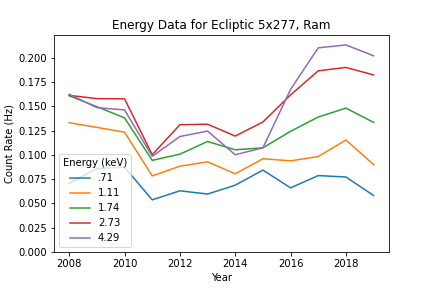 Energy Data for Ecliptic 5x277, Ram
Count Rate (Hz)
0.200
0.175
0.150
0.125
0.100
0.075
0.050
0.025
0.000
Energy (keV)
.71
1.11
1.74
2.73
4.29
2008 2010 2012 2014 2016 2018
Year